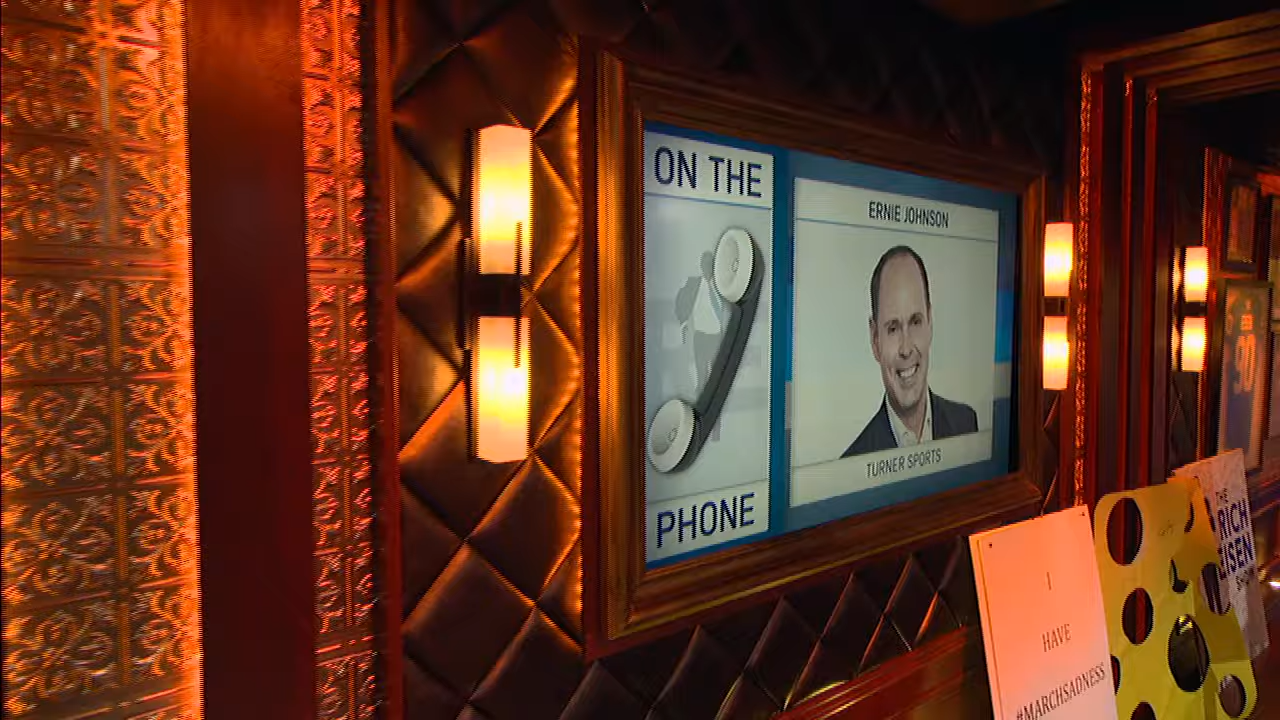 ON THE
PHONE
ERNIE JOHNSON
TURNER SPORTS
I
HAVE
#MARCHSADNESS
THE
RICH
EISEN
90